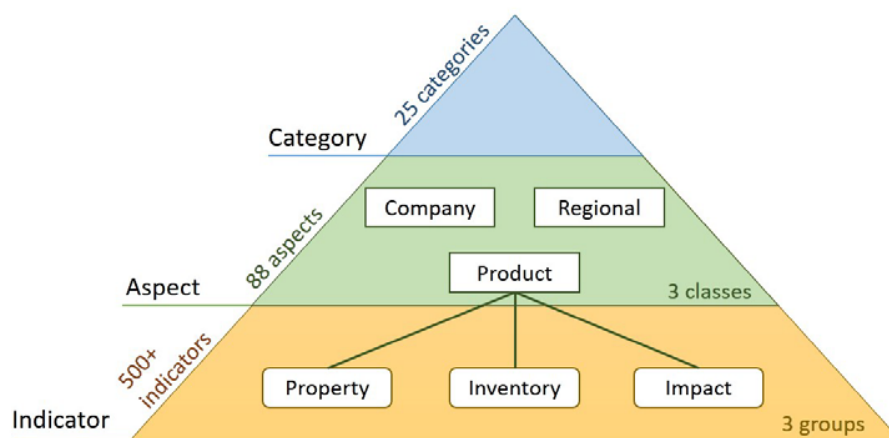 25 categories
Category
Company
Regional
88 aspects
Product
Aspect
3 classes
500+
indicators
Property
Inventory
Impact
Indicator
3 groups